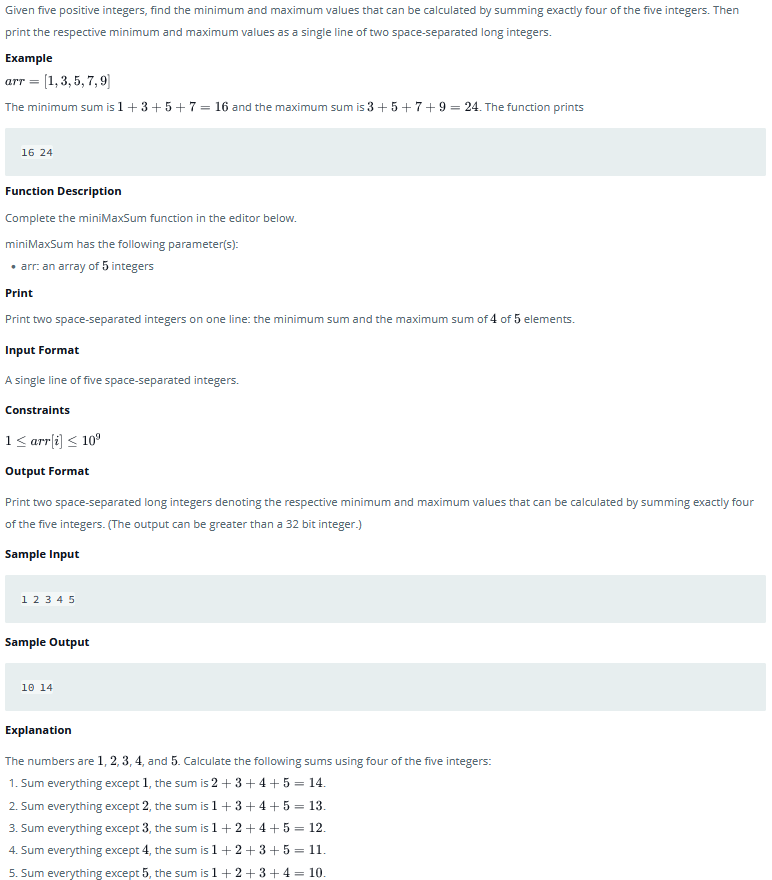 Given five positive integers, find the minimum and maximum values that can be calculated by summing exactly four of the five integers. Then
print the respective minimum and maximum values as a single line of two space-separated long integers.
Example
arr = [1, 3, 5, 7, 9]
The minimum sum is 1 + 3 + 5 + 7 = 16 and the maximum sum is 3 + 5 + 7 + 9 = 24. The function prints
16 24
Function Description
Complete the miniMaxSum function in the editor below.
miniMaxSum has the following parameter(s):
• arr: an array of 5 integers
Print
Print two space-separated integers on one line: the minimum sum and the maximum sum of 4 of 5 elements.
Input Format
A single line of five space-separated integers.
Constraints
1 ≤ arr[i] ≤ 10⁹
Output Format
Print two space-separated long integers denoting the respective minimum and maximum values that can be calculated by summing exactly four
of the five integers. (The output can be greater than a 32 bit integer.)
Sample Input
1 2 3 4 5
Sample Output
10 14
Explanation
The numbers are 1, 2, 3, 4, and 5. Calculate the following sums using four of the five integers:
1. Sum everything except 1, the sum is 2 + 3 + 4 + 5 = 14.
2. Sum everything except 2, the sum is 1 + 3 + 4 + 5 = 13.
3. Sum everything except 3, the sum is 1 + 2 + 4 + 5 = 12.
4. Sum everything except 4, the sum is 1 + 2 + 3 + 5 = 11.
5. Sum everything except 5, the sum is 1 + 2 + 3 + 4 = 10.